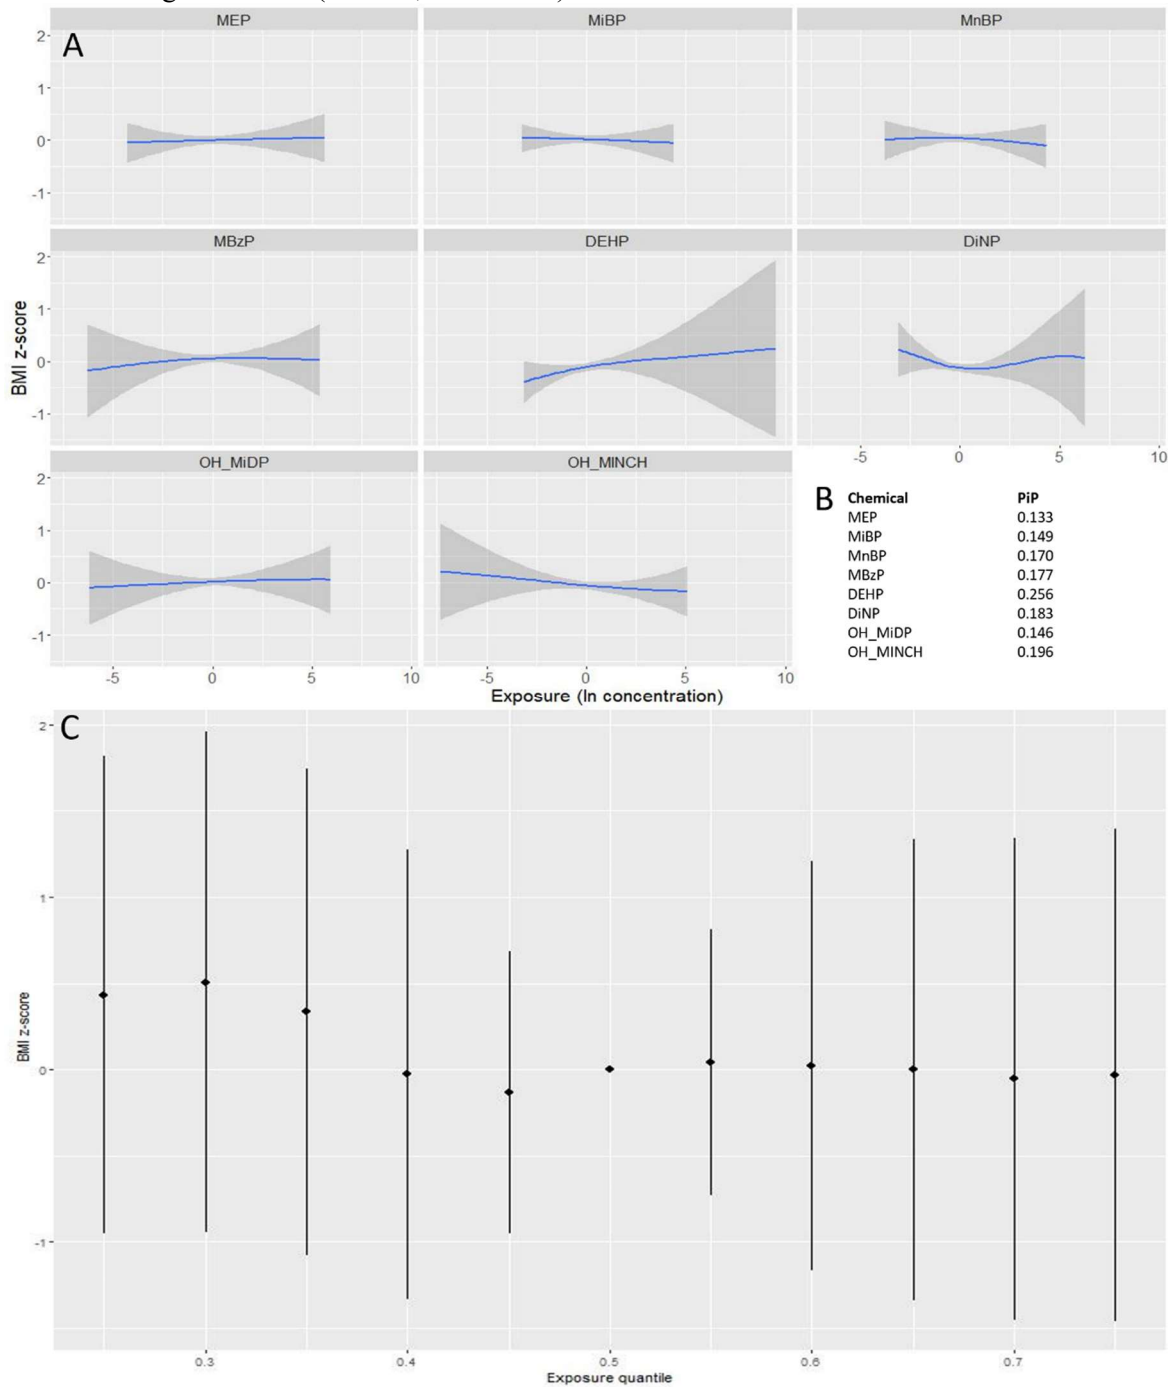 MEP MiBP MnBP
A
2
1
0
-1
MBzP DEHP DiNP
2
1
0
-1
BMI z-score
-5 0 5 10
OH_MiDP OH_MINCH
2
1
0
-1
-5 0 5 10 -5 0 5 10
Exposure (ln concentration)
B Chemical PiP
MEP 0.133
MiBP 0.149
MnBP 0.170
MBzP 0.177
DEHP 0.256
DiNP 0.183
OH_MiDP 0.146
OH_MINCH 0.196
C
2
1
0
-1
BMI z-score
0.3 0.4 0.5 0.6 0.7
Exposure quantile